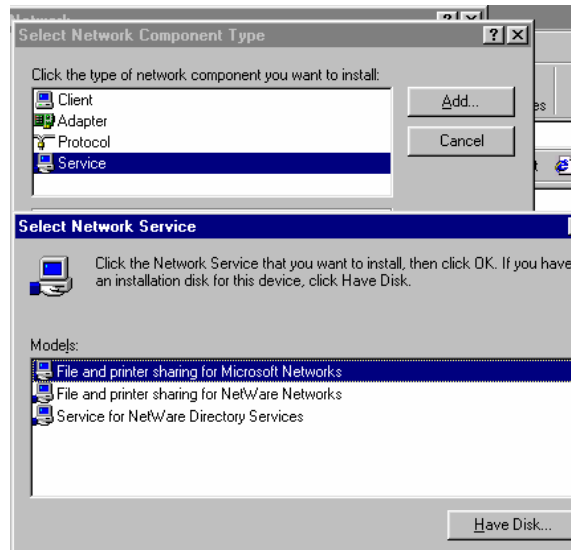 Network
Select Network Component Type
Click the type of network component you want to install:
Client
Adapter
Protocol
Service
Add...
Cancel
es
t
Select Network Service
Click the Network Service that you want to install, then click OK. If you have
an installation disk for this device, click Have Disk.
Models:
File and printer sharing for Microsoft Networks
File and printer sharing for NetWare Networks
Service for NetWare Directory Services
Have Disk...